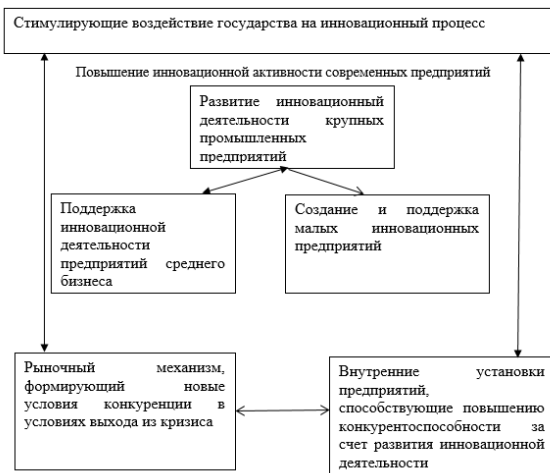 Стимулирующие воздействие государства на инновационный процесс
Повышение инновационной активности современных предприятий
Развитие инновационный
деятельности крупных
промышленных
предприятий
Поддержка
инновационной
деятельности
предприятий среднего
бизнеса
Создание и поддержка
малых инновационных
предприятий
Рыночный механизм,
формирующий новые
условия конкуренции в
условиях выхода из кризиса
Внутренние установки
предприятий,
способствующие повышению
конкурентоспособности за
счет развития инновационной
деятельности